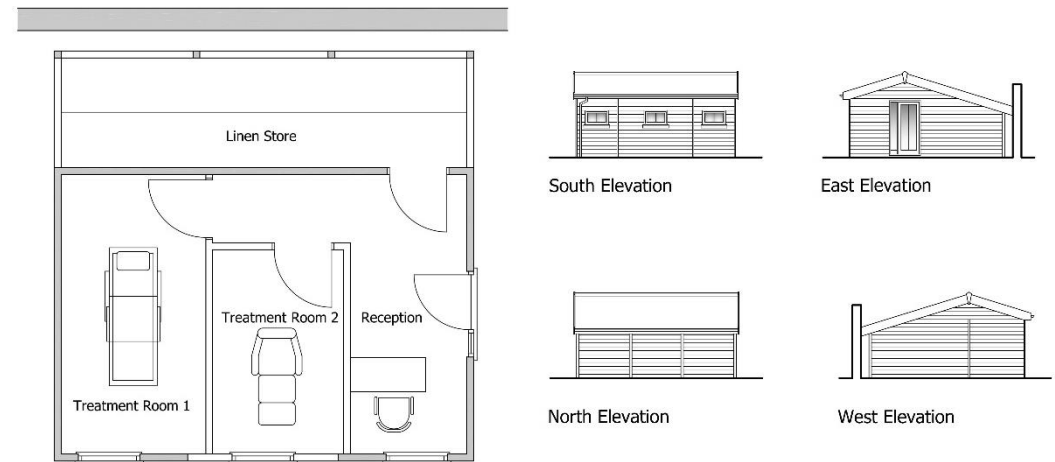 Linen Store
Treatment Room 2
Reception
Treatment Room 1
South Elevation
East Elevation
North Elevation
West Elevation